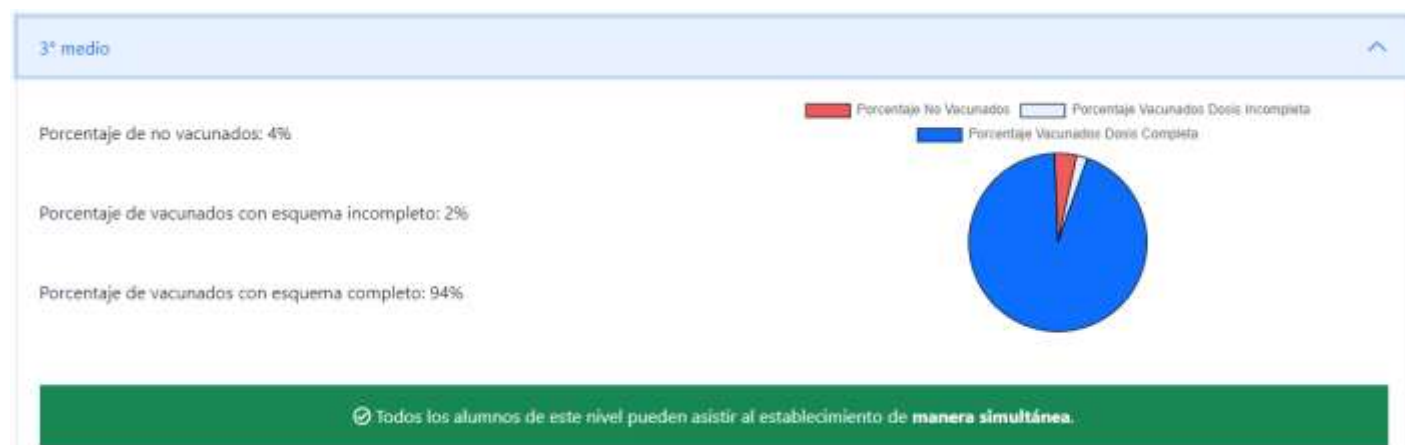 3° medio
Porcentaje No Vacunados Porcentaje Vacunados Dosis Incompleta
Porcentaje Vacunados Dosis Completa
Porcentaje de no vacunados: 4%
Porcentaje de vacunados con esquema incompleto: 2%
Porcentaje de vacunados con esquema completo: 94%
Todos los alumnos de este nivel pueden asistir al establecimiento de manera simultánea.